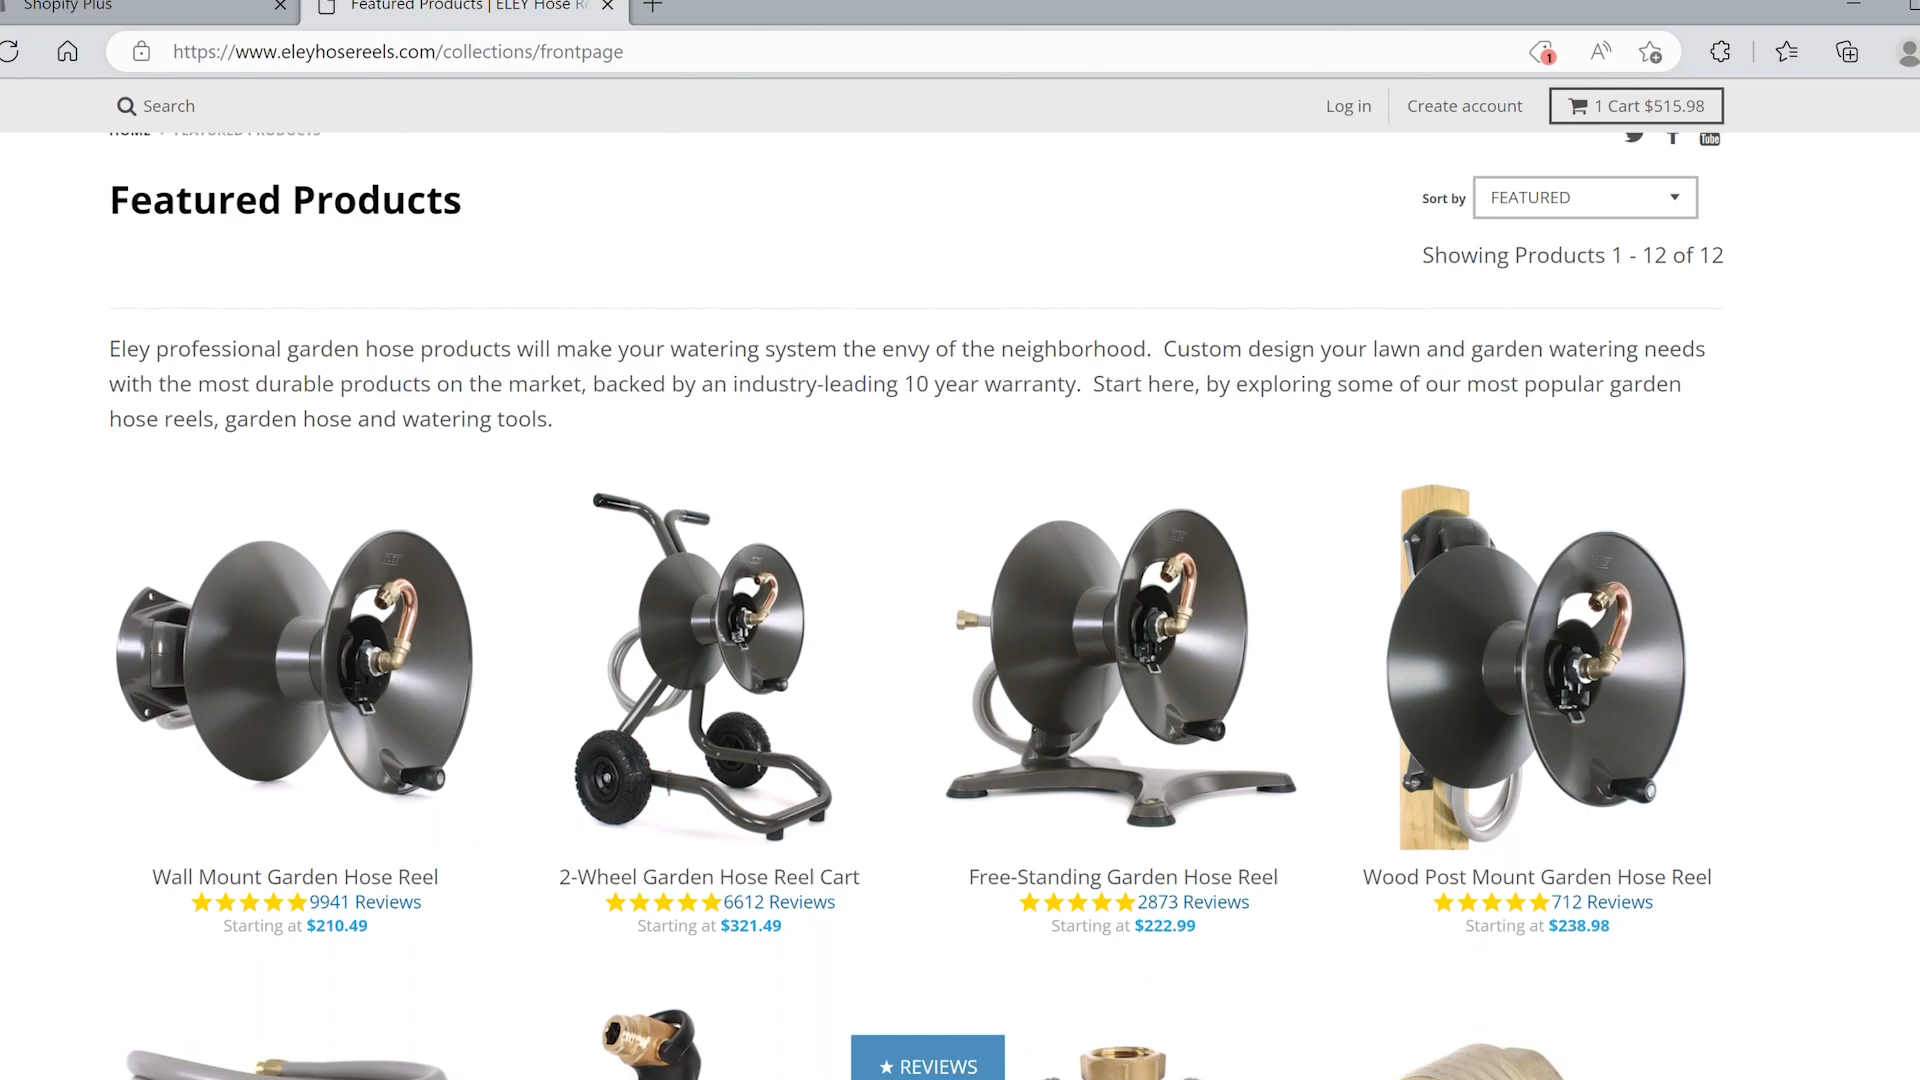 Shopify Plus
Featured Products | ELEY Hose Re
https://www.eleyhosereels.com/collections/frontpage
1
Search
Log in
Create account
1 Cart $515.98
HOME
FEATURED PRODUCTS
You
Tube
Featured Products
Sort by
FEATURED
Showing Products 1 - 12 of 12
Eley professional garden hose products will make your watering system the envy of the neighborhood. Custom design your lawn and garden watering needs
with the most durable products on the market, backed by an industry-leading 10 year warranty. Start here, by exploring some of our most popular garden
hose reels, garden hose and watering tools.
Wall Mount Garden Hose Reel
9941 Reviews
Starting at $210.49
2-Wheel Garden Hose Reel Cart
6612 Reviews
Starting at $321.49
Free-Standing Garden Hose Reel
2873 Reviews
Starting at $222.99
Wood Post Mount Garden Hose Reel
712 Reviews
Starting at $238.98
★ REVIEWS